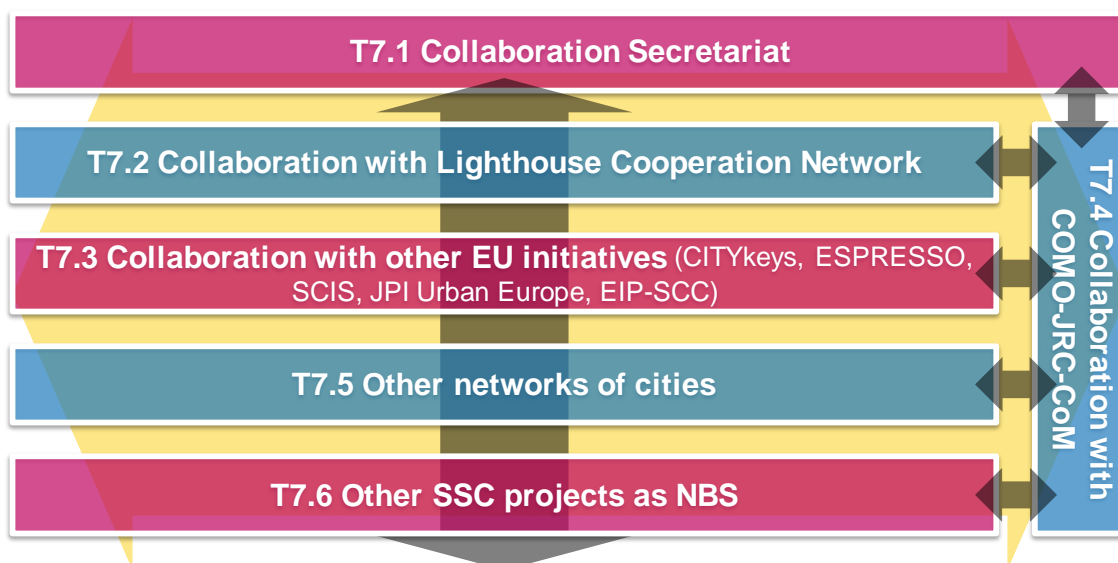 T7.1 Collaboration Secretariat
T7.2 Collaboration with Lighthouse Cooperation Network
T7.3 Collaboration with other EU initiatives (CITYkeys, ESPRESSO,
SCIS, JPI Urban Europe, EIP-SCC)
T7.5 Other networks of cities
T7.6 Other SSC projects as NBS
T7.4 Collaboration with
COMO-JRC-CoM